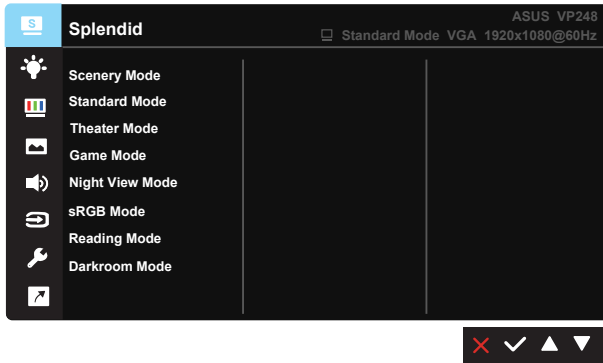 S
Splendid
ASUS VP248
Standard Mode VGA 1920x1080@60Hz
Scenery Mode
Standard Mode
Theater Mode
Game Mode
Night View Mode
sRGB Mode
Reading Mode
Darkroom Mode